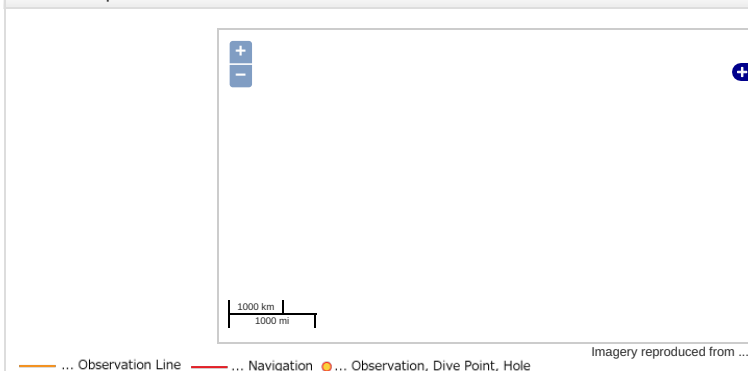 +
−
+
1000 km
1000 mi
Imagery reproduced from ...
... Observation Line ... Navigation ... Observation, Dive Point, Hole